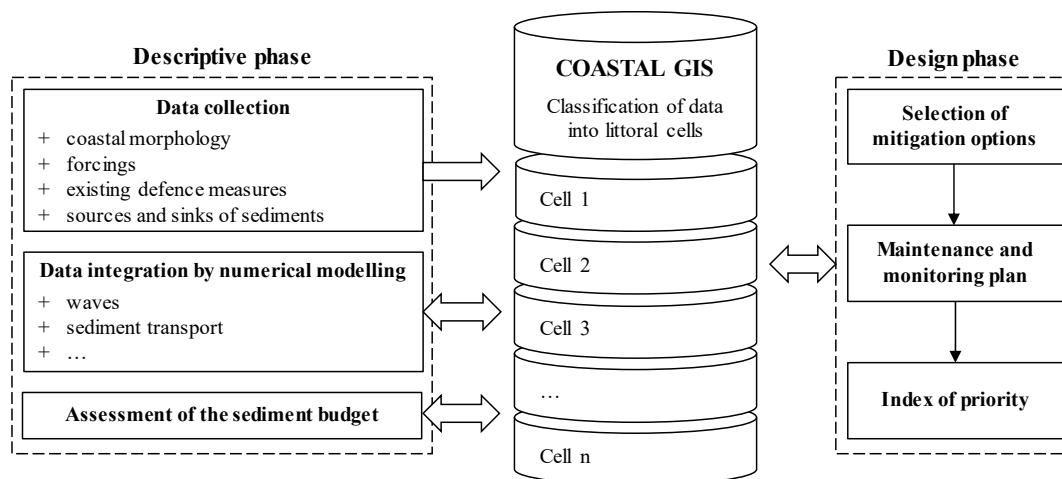 Descriptive phase
Data collection
+ coastal morphology
+ forcings
+ existing defence measures
+ sources and sinks of sediments
Data integration by numerical modelling
+ waves
+ sediment transport
+ …
Assessment of the sediment budget
COASTAL GIS
Classification of data
into littoral cells
Cell 1
Cell 2
Cell 3
…
Cell n
Design phase
Selection of
mitigation options
Maintenance and
monitoring plan
Index of priority